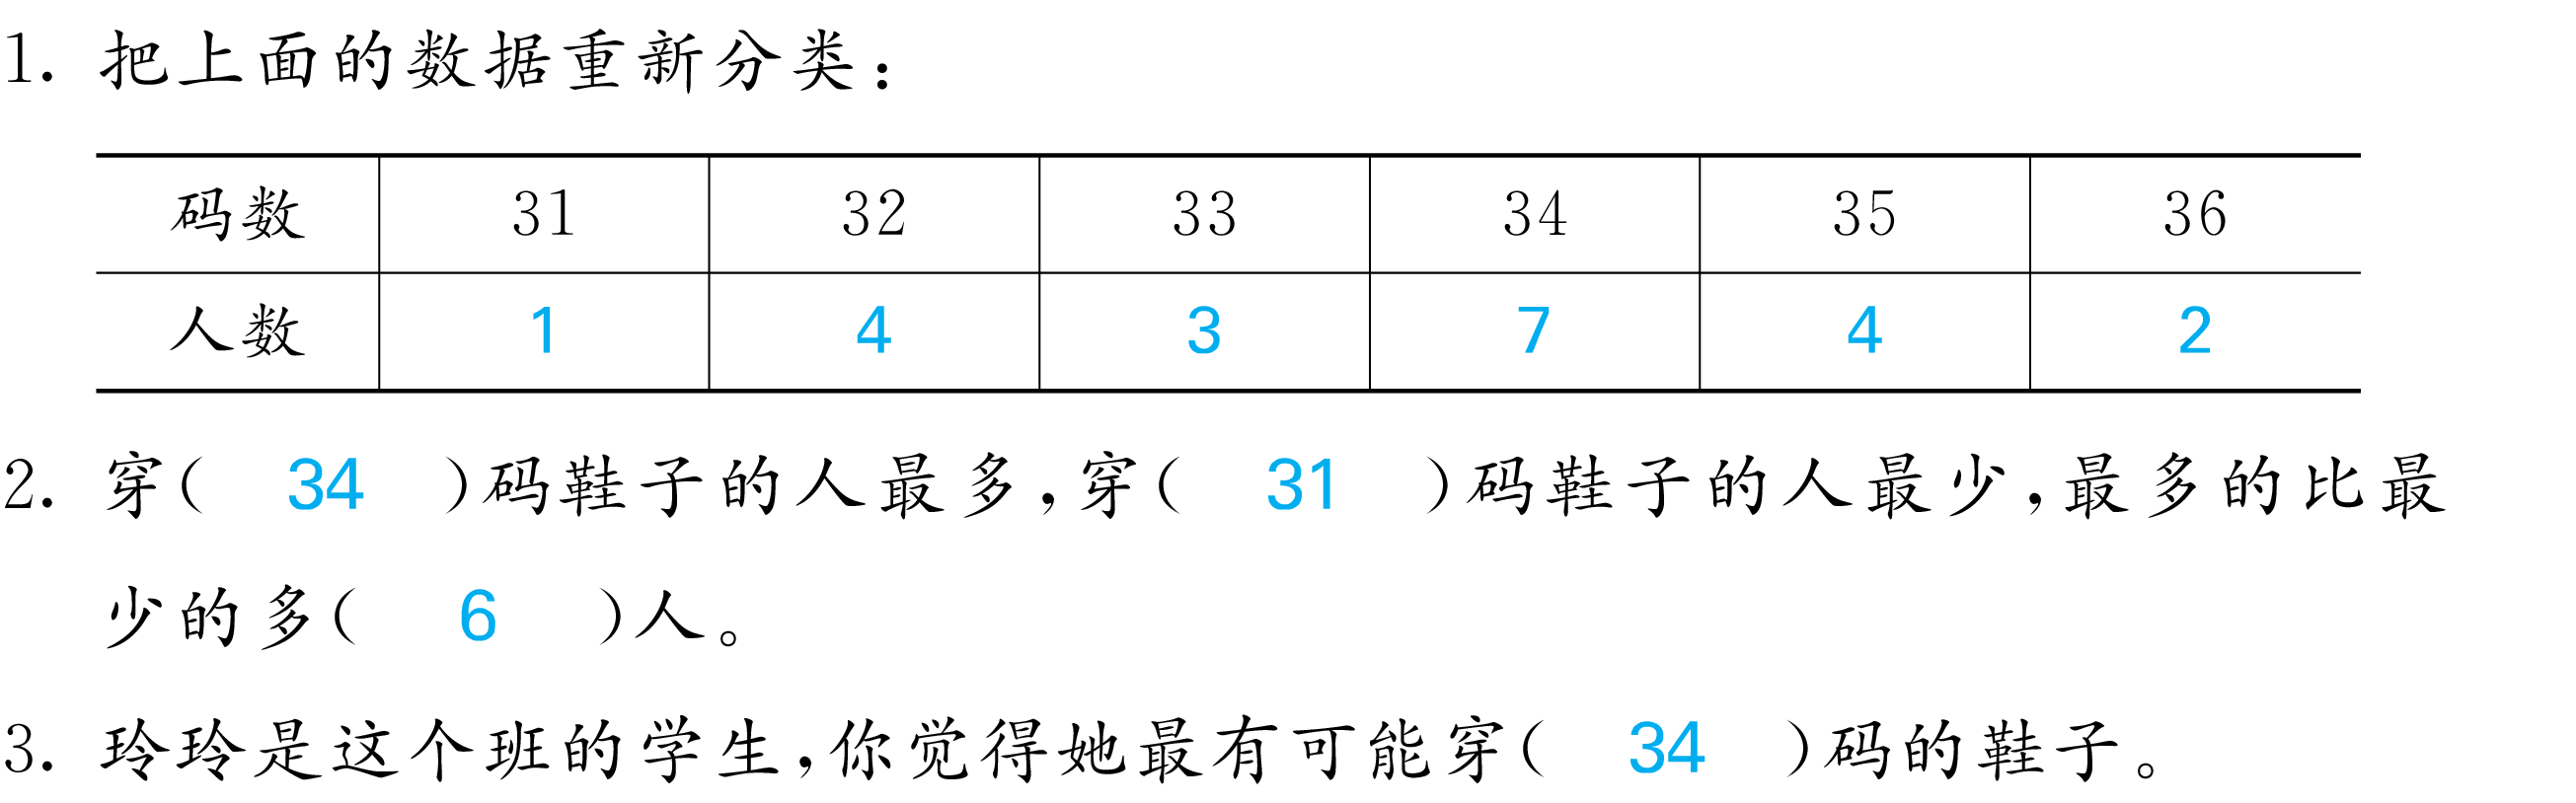 1. 把上面的数据重新分类：
码数 31 32 33 34 35 36
人数 1 4 3 7 4 2
2. 穿( 34 )码鞋子的人最多,穿( 31 )码鞋子的人最少,最多的比最
少的多( 6 )人。
3. 玲玲是这个班的学生,你觉得她最有可能穿( 34 )码的鞋子。